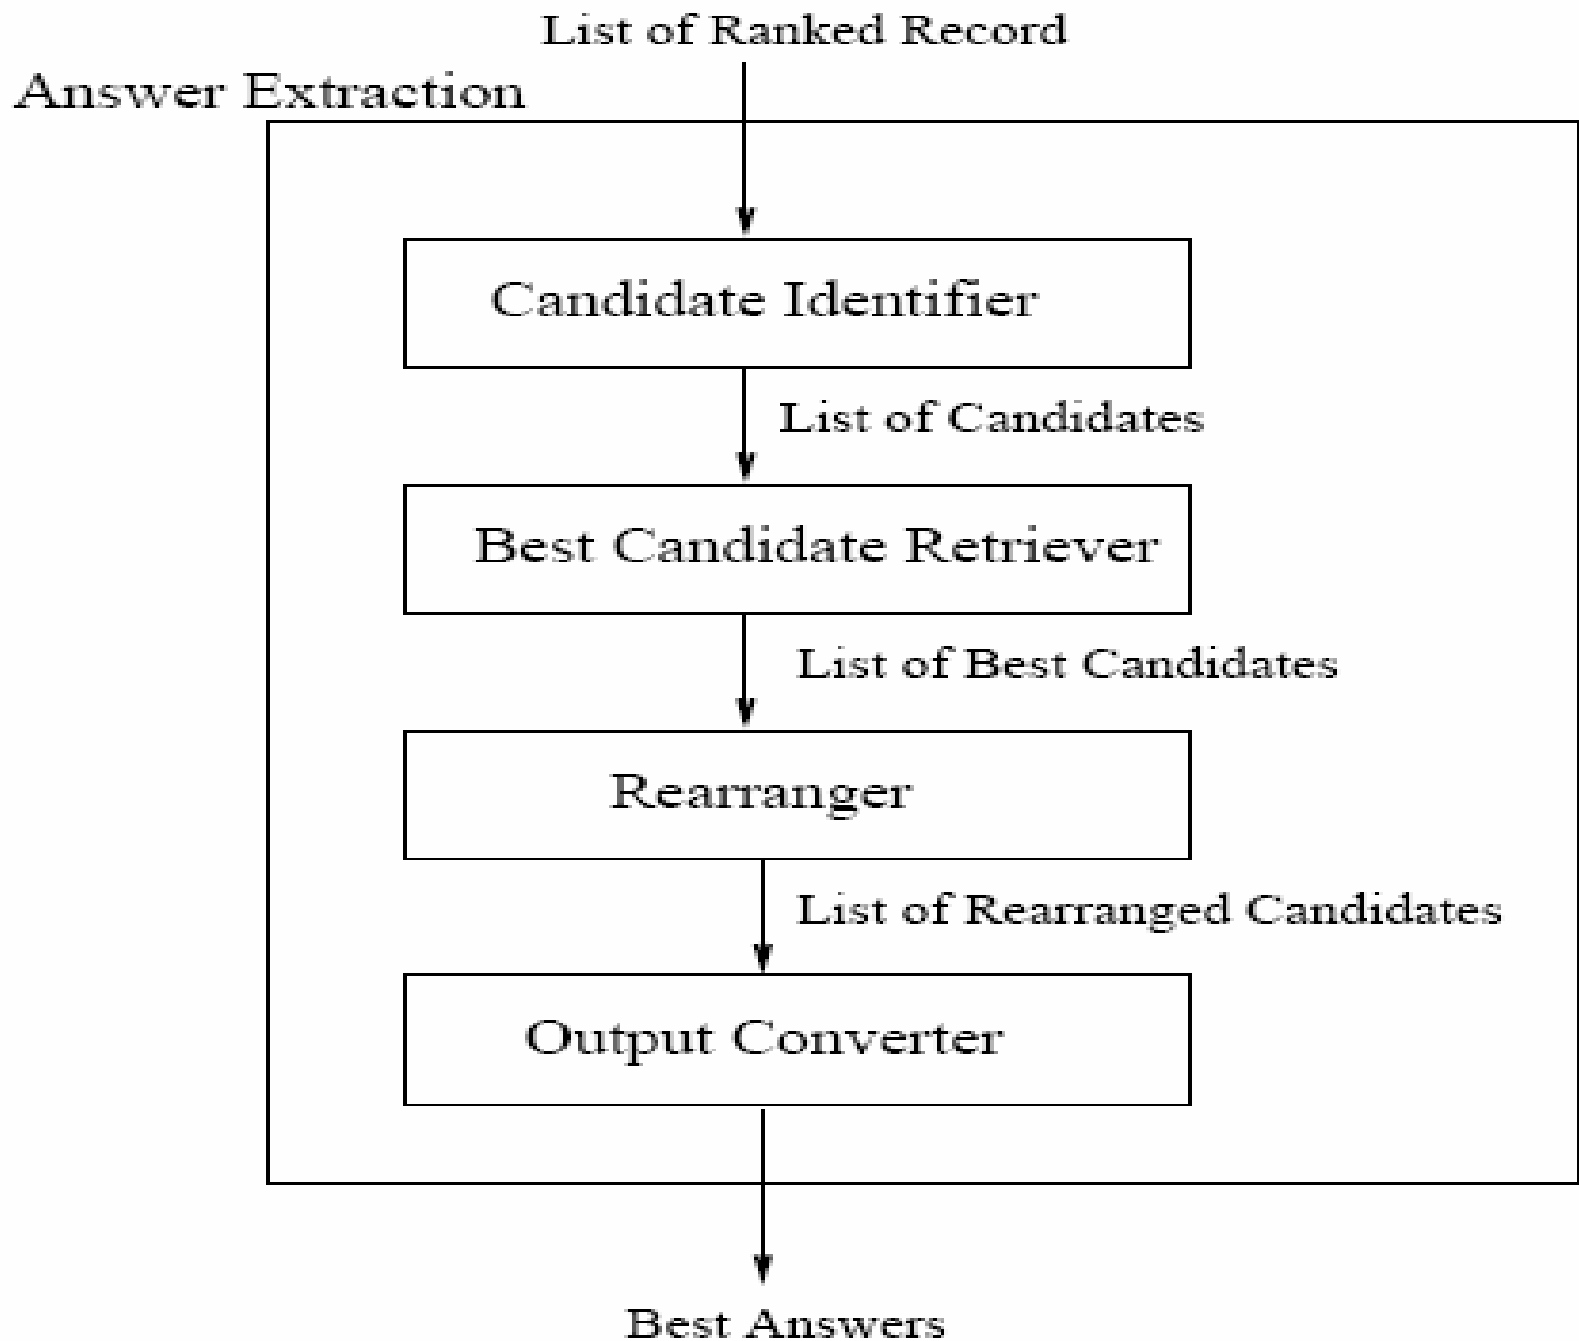 List of Ranked Record
Answer Extraction
Candidate Identifier
List of Candidates
Best Candidate Retriever
List of Best Candidates
Rearranger
List of Rearranged Candidates
Output Converter
Best Answers